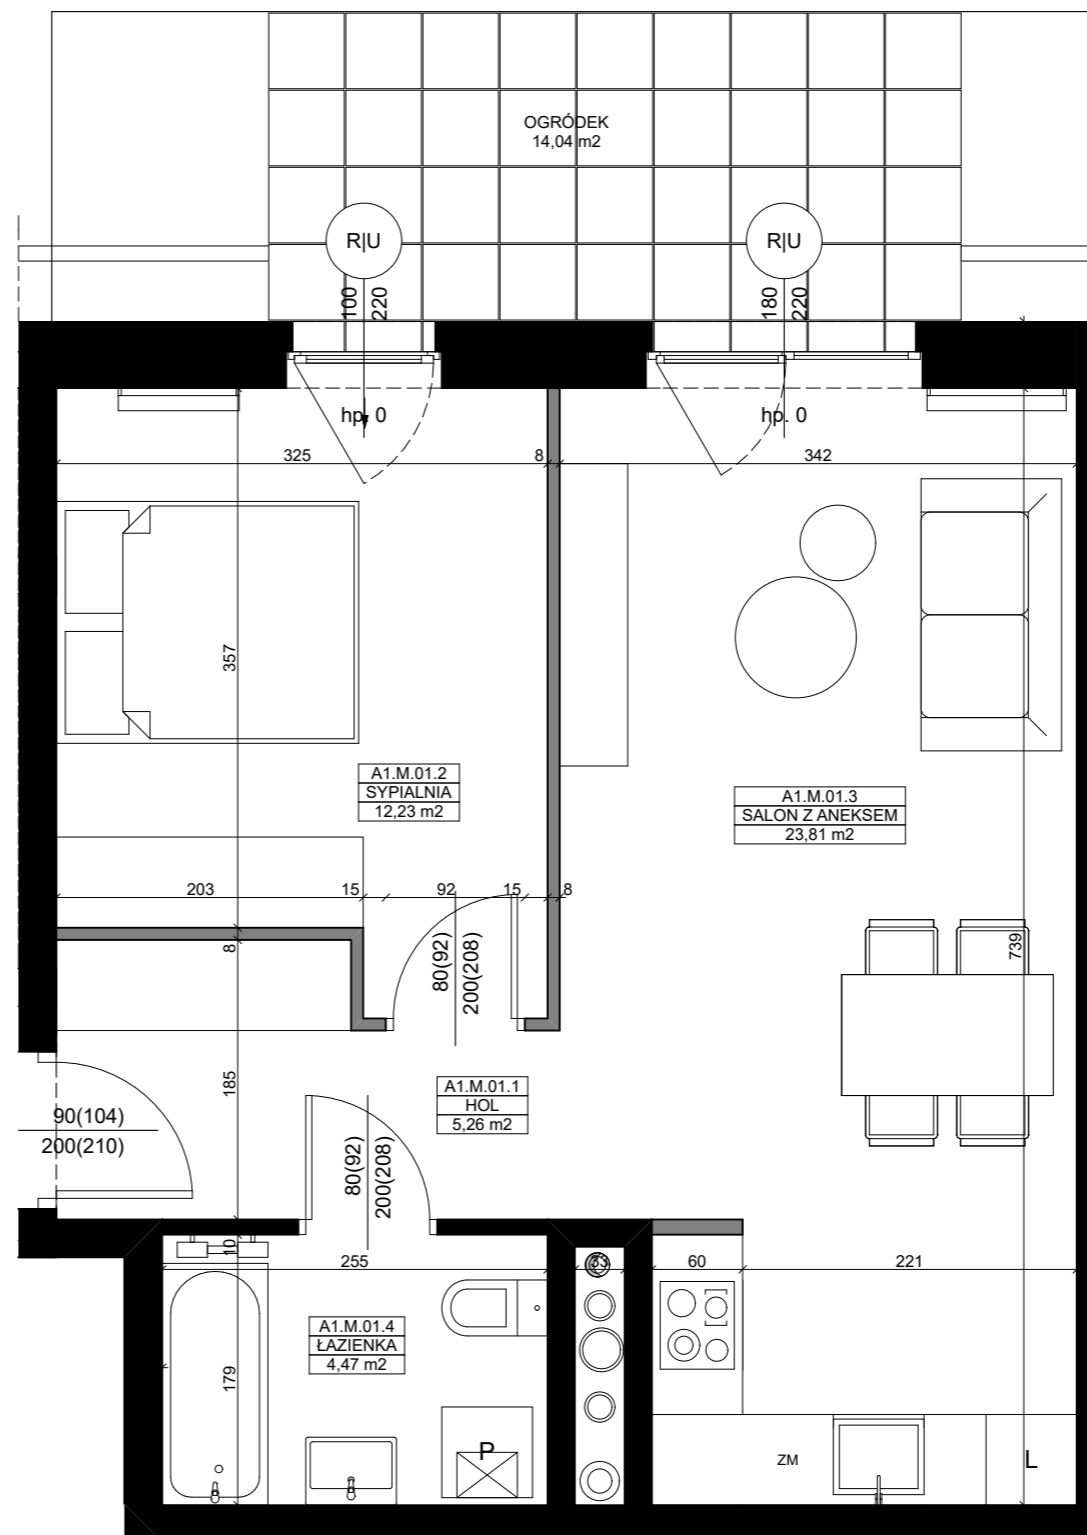 OGRÓDEK
14,04 m2
R|U
R|U
100
220
180
220
hp. 0
hp. 0
325
8
342
357
A1.M.01.2
SYPIALNIA
12,23 m2
A1.M.01.3
SALON Z ANEKSEM
23,81 m2
203
15
92
15
8
8
80(92)
200(208)
739
185
A1.M.01.1
HOL
5,26 m2
90(104)
200(210)
80(92)
200(208)
10
255
33
60
221
A1.M.01.4
ŁAZIENKA
4,47 m2
179
P
ZM
L